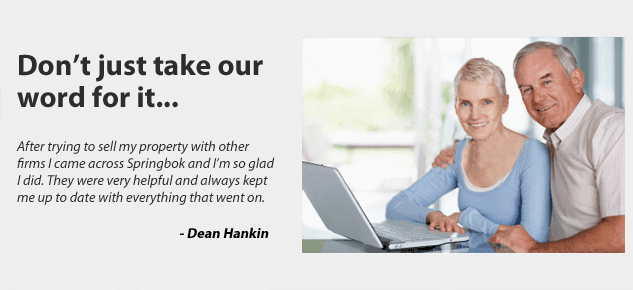 Don’t just take our
word for it...
After trying to sell my property with other
firms I came across Springbok and I’m so glad
I did. They were very helpful and always kept
me up to date with everything that went on.
- Dean Hankin